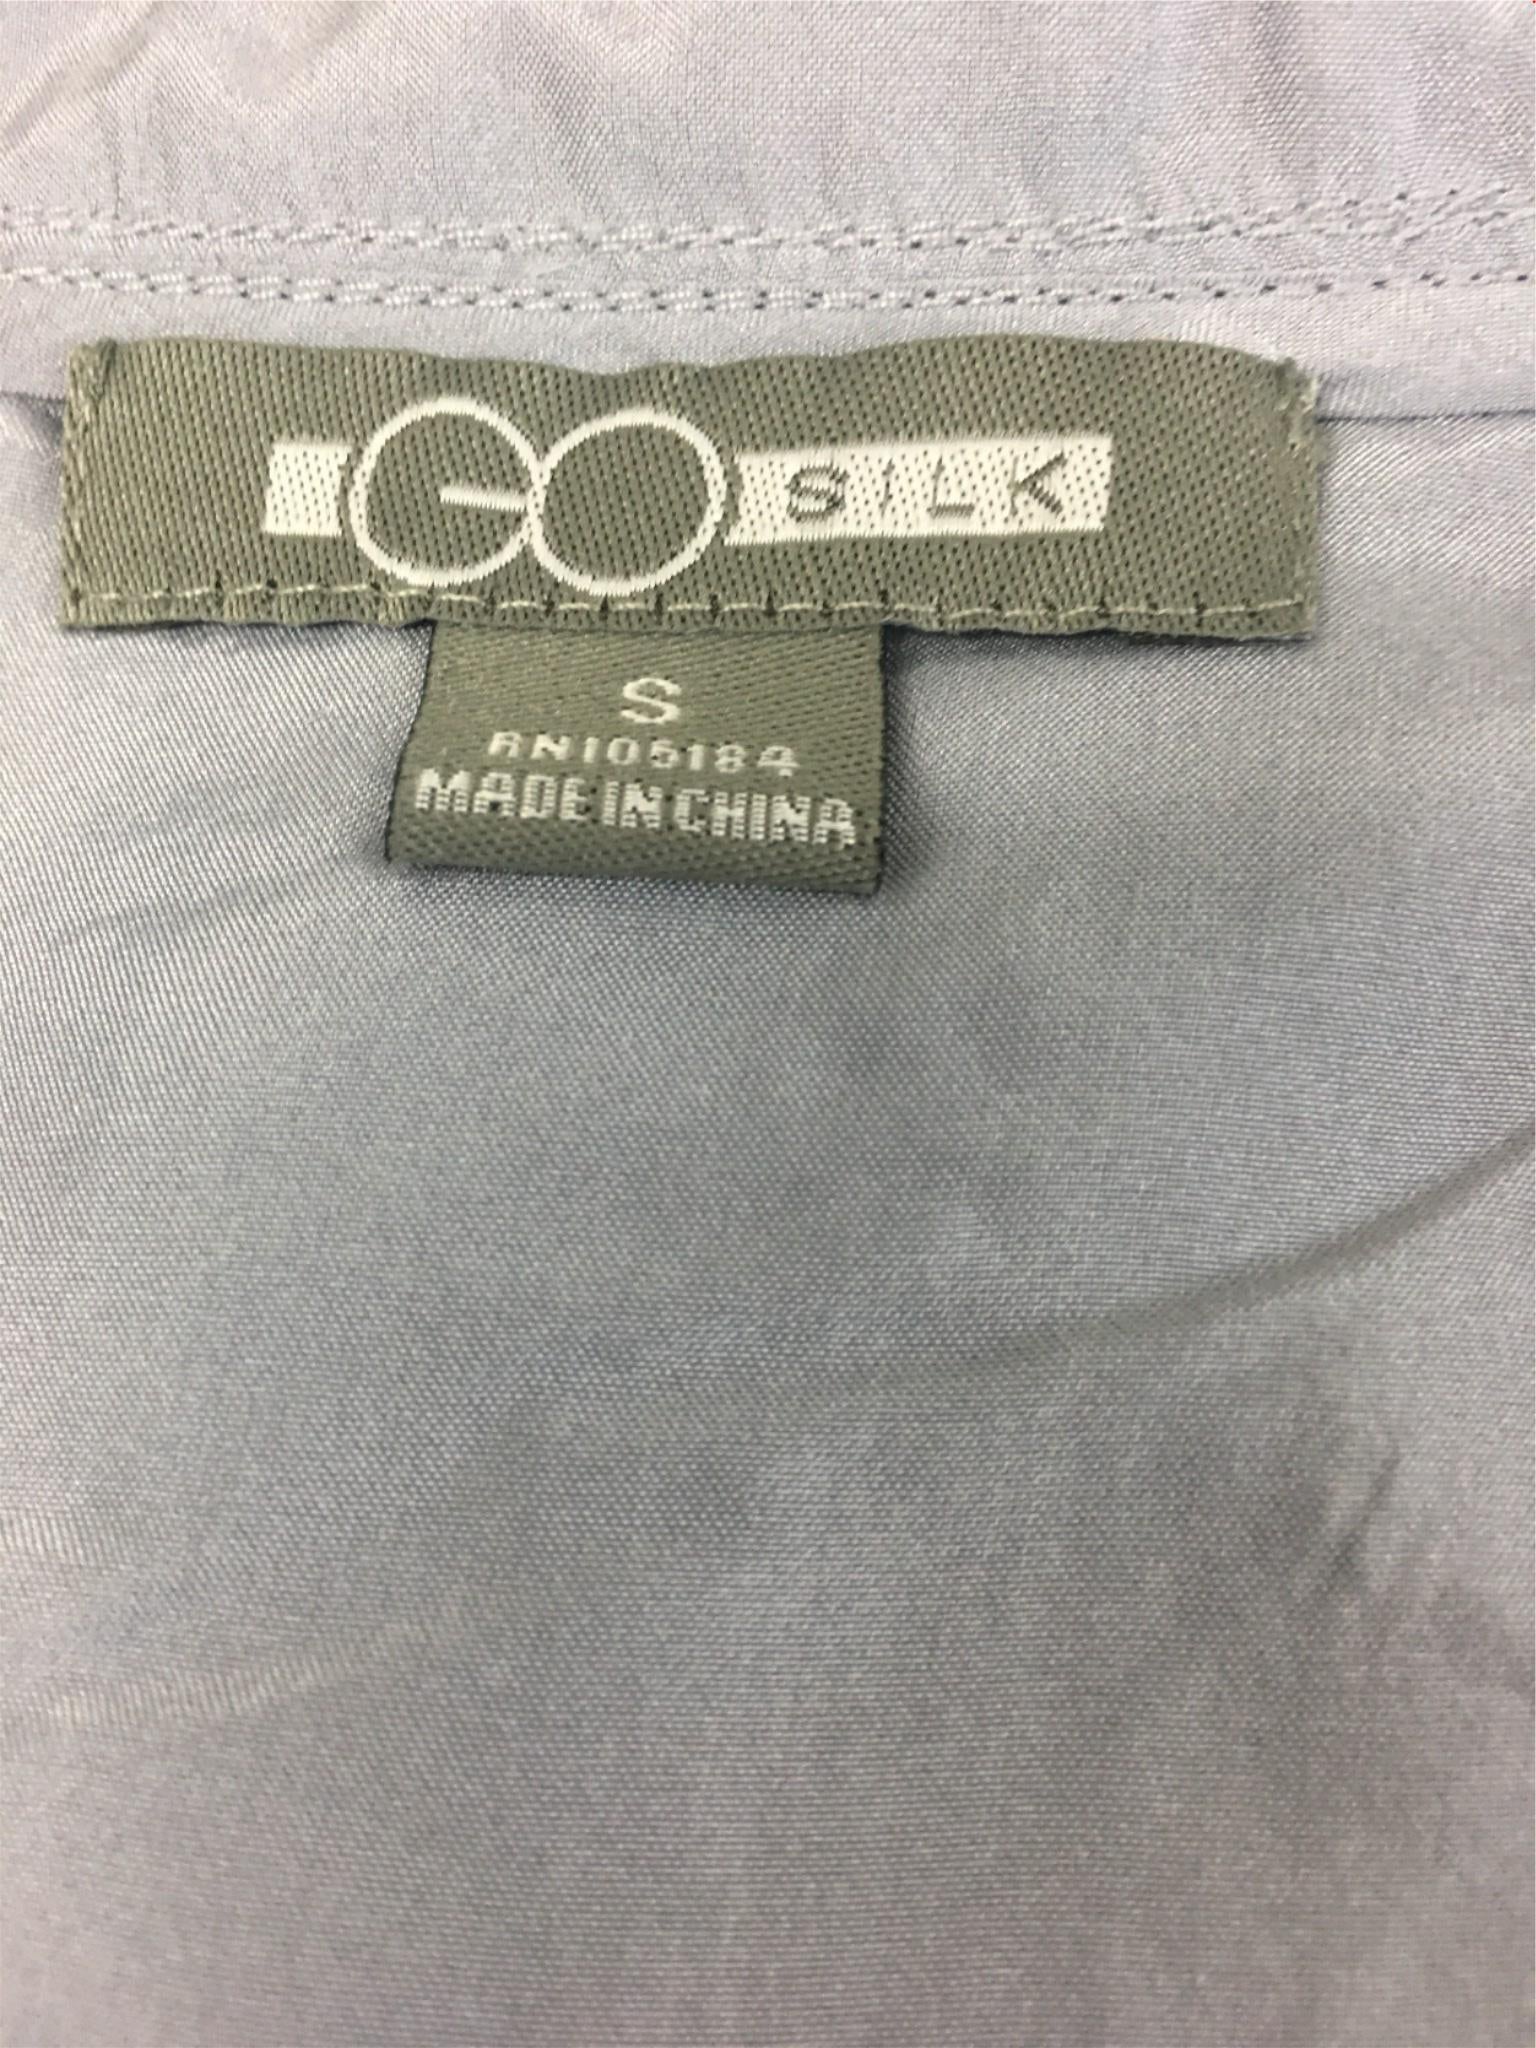 GO SILK
S
RN105184
MADE IN CHINA